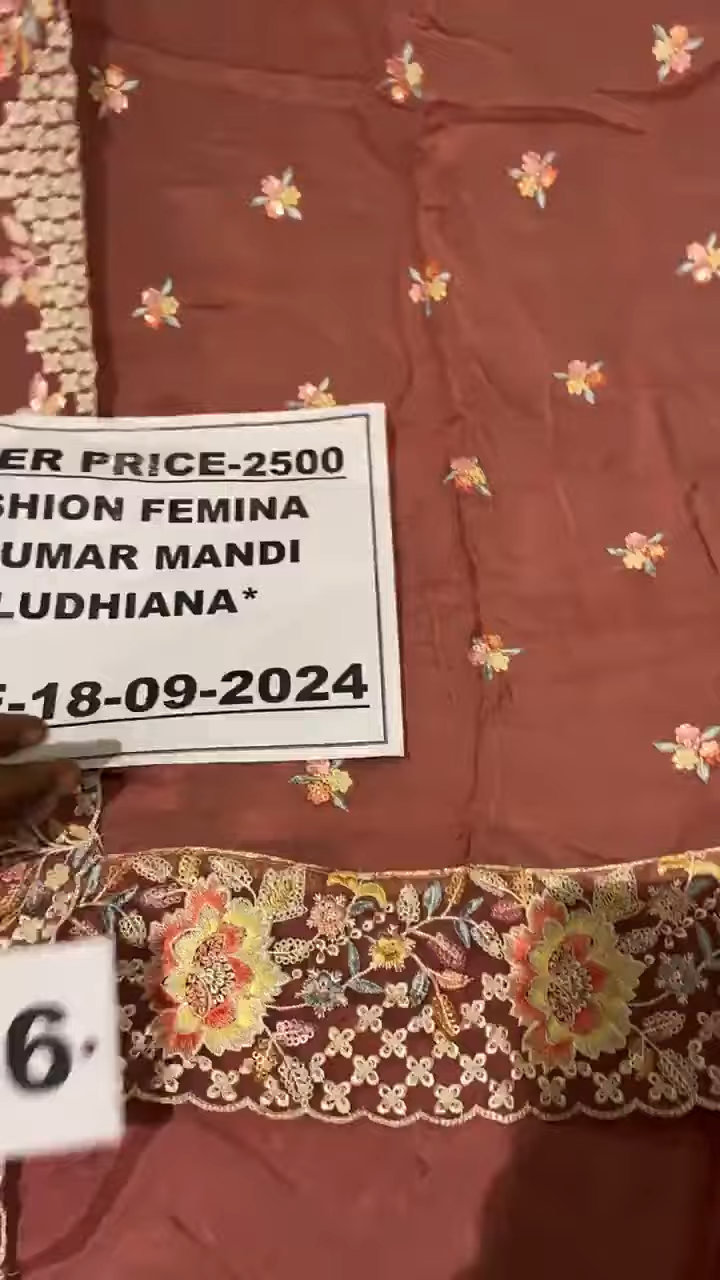 ER PRICE-2500
SHION FEMINA
UMAR MANDI
LUDHIANA*
-18-09-2024
6.